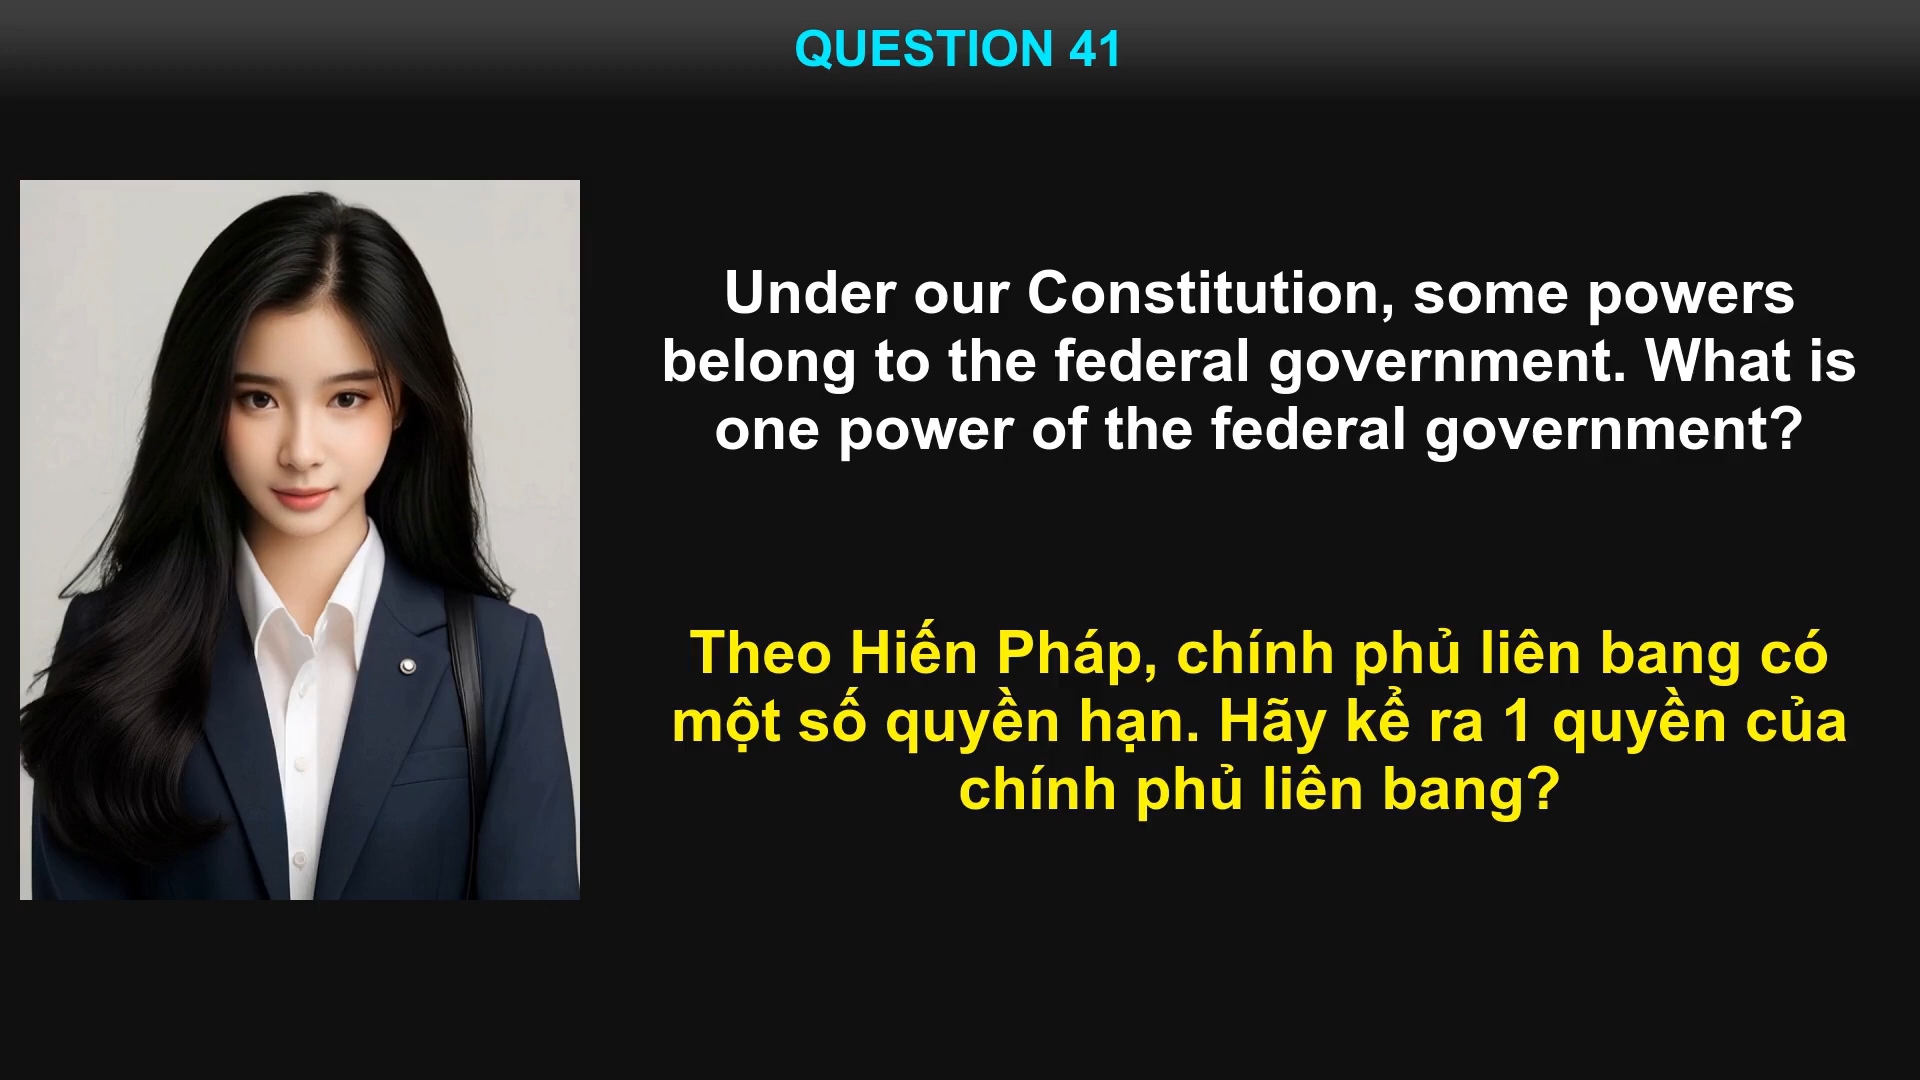 QUESTION 41
Under our Constitution, some powers
belong to the federal government. What is
one power of the federal government?
Theo Hiến Pháp, chính phủ liên bang có
một số quyền hạn. Hãy kể ra 1 quyền của
chính phủ liên bang?